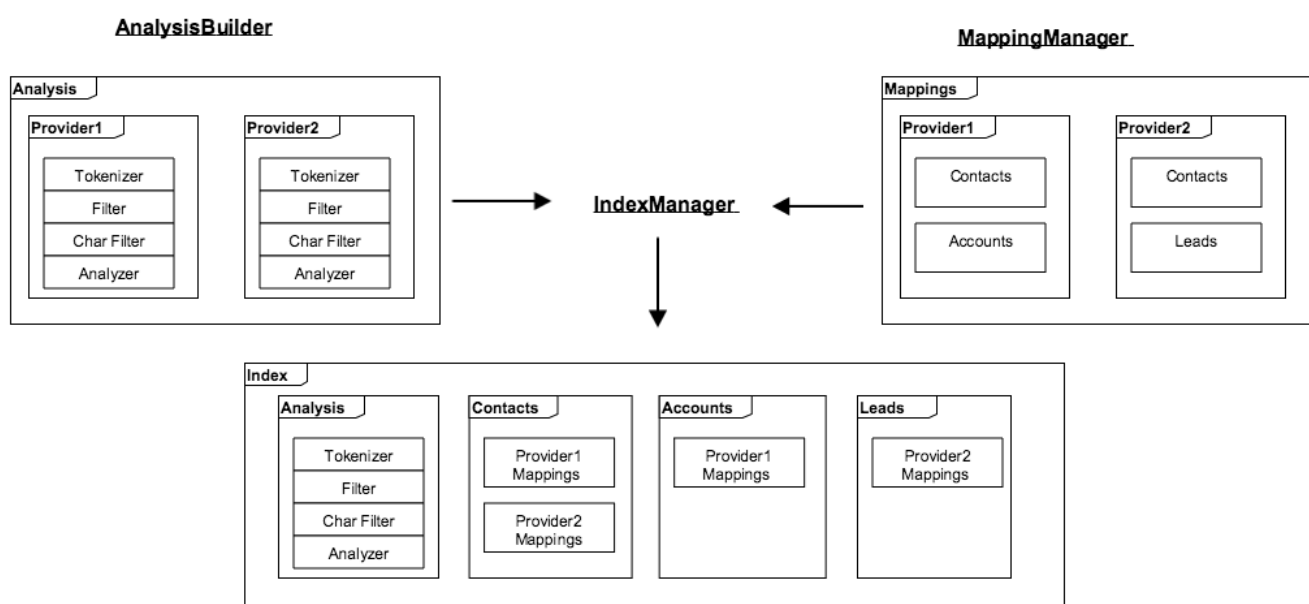 AnalysisBuilder
MappingManager
Analysis
Provider1
Tokenizer
Filter
Char Filter
Analyzer
Provider2
Tokenizer
Filter
Char Filter
Analyzer
IndexManager
Mappings
Provider1
Contacts
Accounts
Provider2
Contacts
Leads
Index
Analysis
Tokenizer
Filter
Char Filter
Analyzer
Contacts
Provider1
Mappings
Provider2
Mappings
Accounts
Provider1
Mappings
Leads
Provider2
Mappings